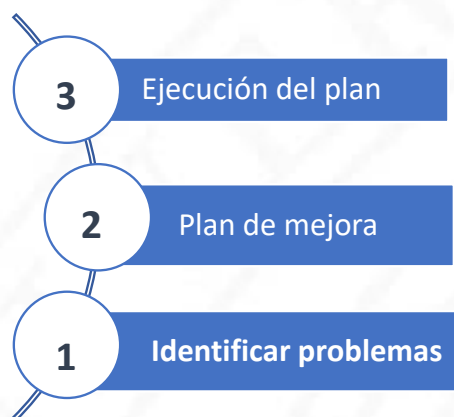 3
Ejecución del plan
2
Plan de mejora
1
Identificar problemas